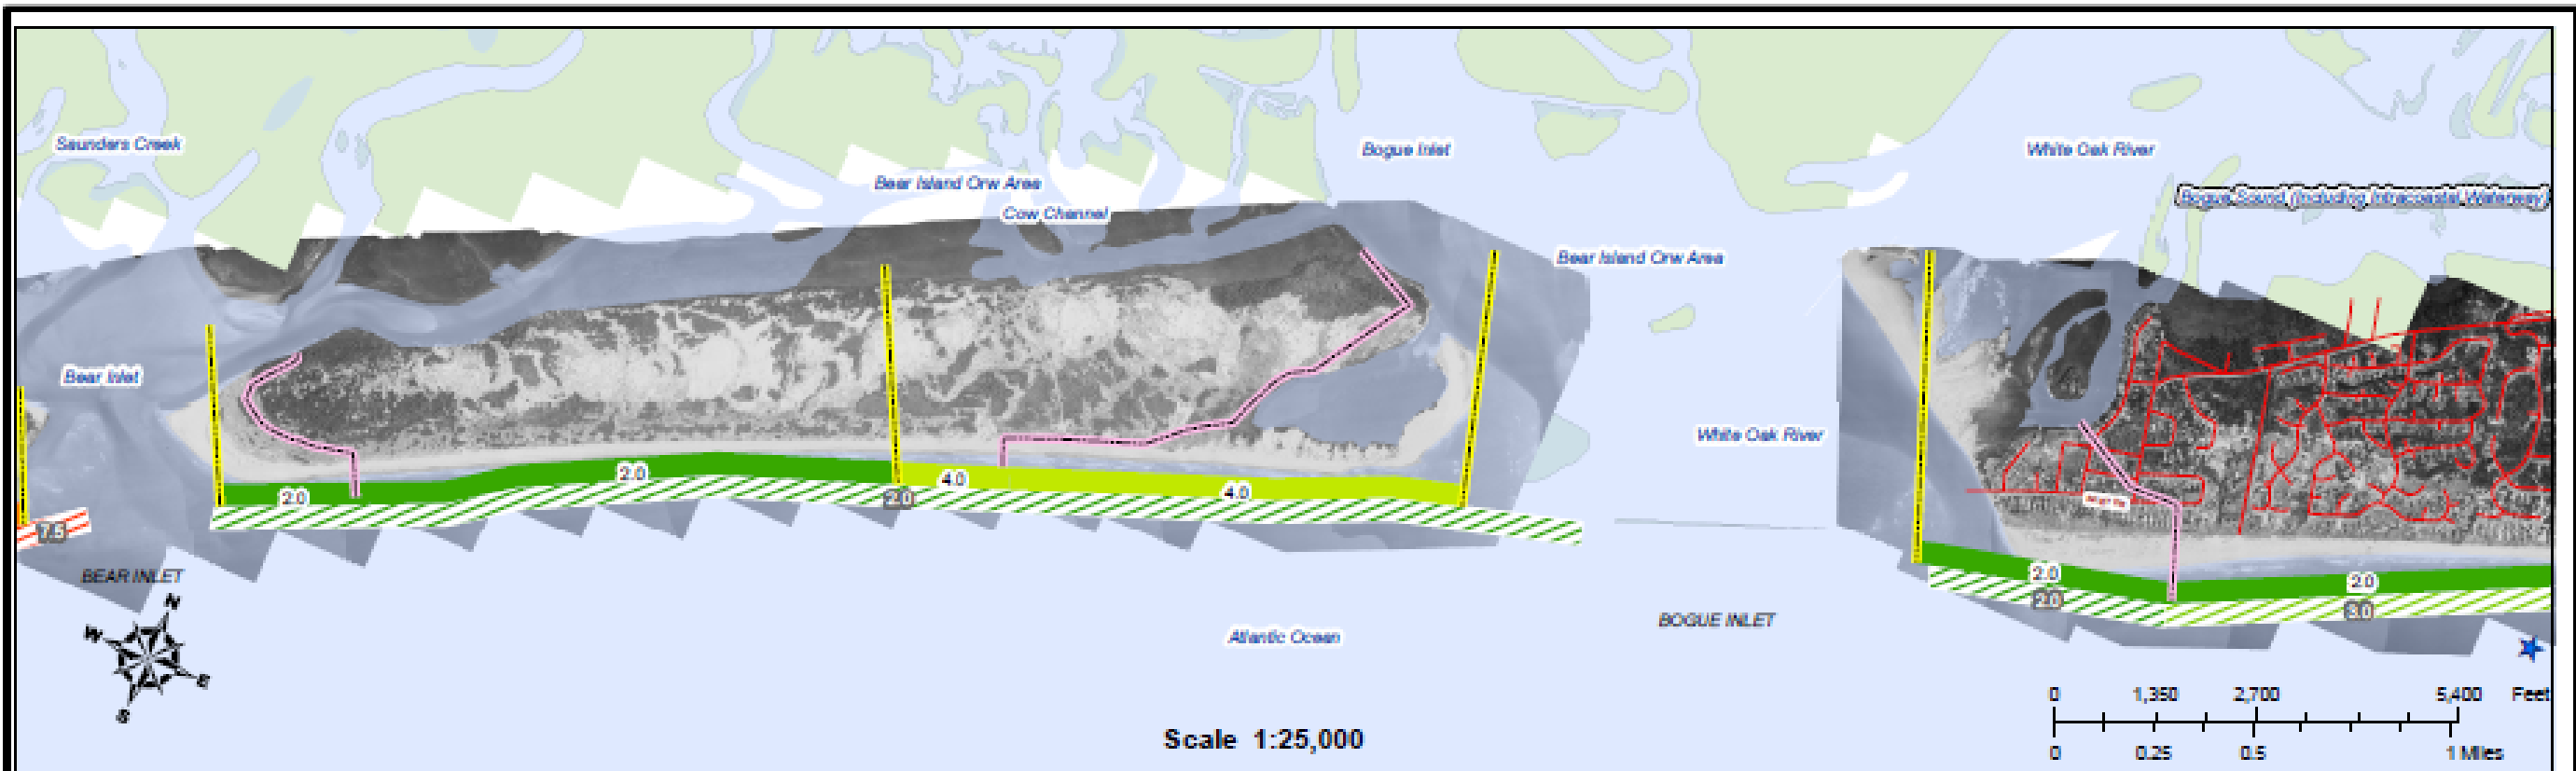 Saunders Creek
Bogue Inlet
White Oak River
Bear Island Orw Area
Bogue Sound (Including Intracoastal Waterway)
Cow Channel
Bear Island Orw Area
Bear Inlet
White Oak River
2.0
2.0
2.0
4.0
4.0
7.5
BEAR INLET
2.0
2.0
2.0
3.0
BOGUE INLET
Atlantic Ocean
N
W
E
S
0 1,350 2,700 5,400 Feet
Scale 1:25,000
0 0.25 0.5 1 Miles